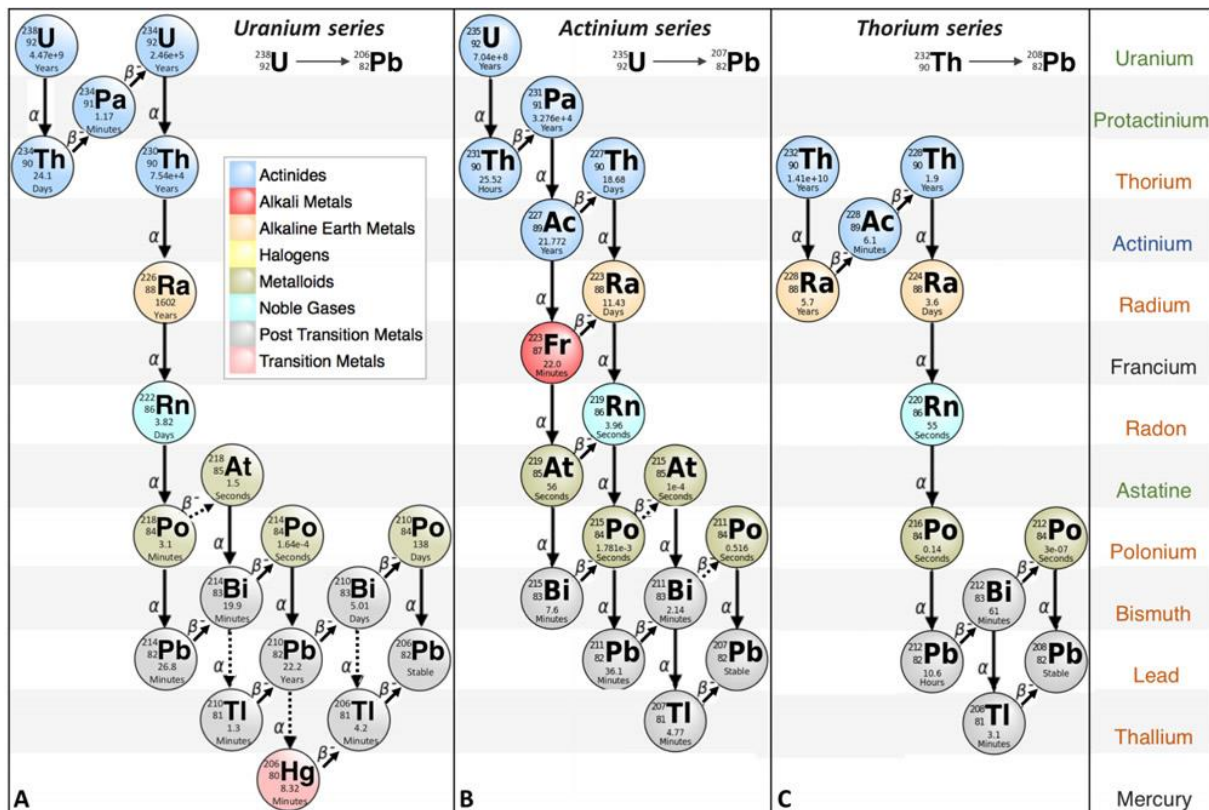 Uranium series
238
92
U → 206
82
Pb
238
92
U
4.47e+9
Years
234
92
U
2.46e+5
Years
α
β-
234
91
Pa
1.17
Minutes
β-
α
234
90
Th
24.1
Days
230
90
Th
7.54e+4
Years
Actinides
Alkali Metals
Alkaline Earth Metals
Halogens
Metalloids
Noble Gases
Post Transition Metals
Transition Metals
α
226
88
Ra
1602
Years
α
222
86
Rn
3.82
Days
α
β-
218
85
At
1.5
Seconds
218
84
Po
3.1
Minutes
214
84
Po
1.64e-4
Seconds
210
84
Po
138
Days
α
α
β-
214
83
Bi
19.9
Minutes
α
β-
210
83
Bi
5.01
Days
α
214
82
Pb
26.8
Minutes
β-
α
210
82
Pb
22.2
Years
β-
α
206
82
Pb
Stable
210
81
Tl
1.3
Minutes
β-
α
206
81
Tl
4.2
Minutes
β-
206
80
Hg
8.32
Minutes
β-
A
Actinium series
235
92
U → 207
82
Pb
235
92
U
7.04e+8
Years
α
231
91
Pa
3.276e+4
Years
β-
231
90
Th
25.52
Hours
α
227
90
Th
18.68
Days
β-
227
89
Ac
21.772
Years
α
α
223
88
Ra
11.43
Days
β-
223
87
Fr
22.0
Minutes
α
α
219
86
Rn
3.96
Seconds
β-
219
85
At
56
Seconds
α
215
85
At
1e-4
Seconds
β-
α
215
84
Po
1.781e-3
Seconds
α
211
84
Po
0.516
Seconds
β-
215
83
Bi
7.6
Minutes
α
211
83
Bi
2.14
Minutes
β-
α
211
82
Pb
36.1
Minutes
β-
α
207
82
Pb
Stable
207
81
Tl
4.77
Minutes
β-
B
Thorium series
232
90
Th → 208
82
Pb
232
90
Th
1.41e+10
Years
228
90
Th
1.9
Years
α
β-
228
89
Ac
6.1
Minutes
β-
α
228
88
Ra
5.7
Years
224
88
Ra
3.6
Days
α
220
86
Rn
55
Seconds
α
216
84
Po
0.14
Seconds
212
84
Po
3e-07
Seconds
α
β-
212
83
Bi
61
Minutes
α
212
82
Pb
10.6
Hours
β-
α
208
82
Pb
Stable
208
81
Tl
3.1
Minutes
β-
C
Uranium
Protactinium
Thorium
Actinium
Radium
Francium
Radon
Astatine
Polonium
Bismuth
Lead
Thallium
Mercury